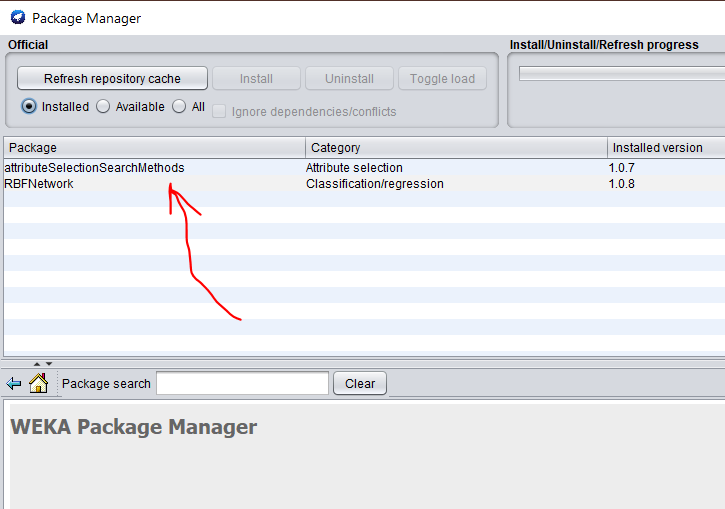 Package Manager
Official
Install/Uninstall/Refresh progress
Refresh repository cache Install Uninstall Toggle load
Installed Available All Ignore dependencies/conflicts
Package Category Installed version
attributeSelectionSearchMethods Attribute selection 1.0.7
RBFNetwork Classification/regression 1.0.8
Package search Clear
WEKA Package Manager